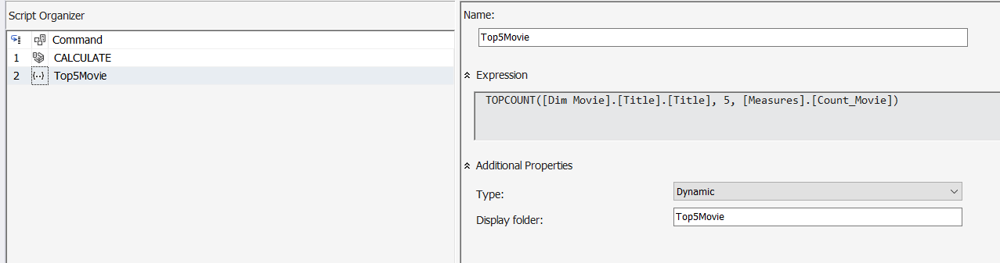 Script Organizer
Command
1 CALCULATE
2 Top5Movie
Name:
Top5Movie
Expression
TOPCOUNT([Dim Movie].[Title].[Title], 5, [Measures].[Count_Movie])
Additional Properties
Type: Dynamic
Display folder: Top5Movie